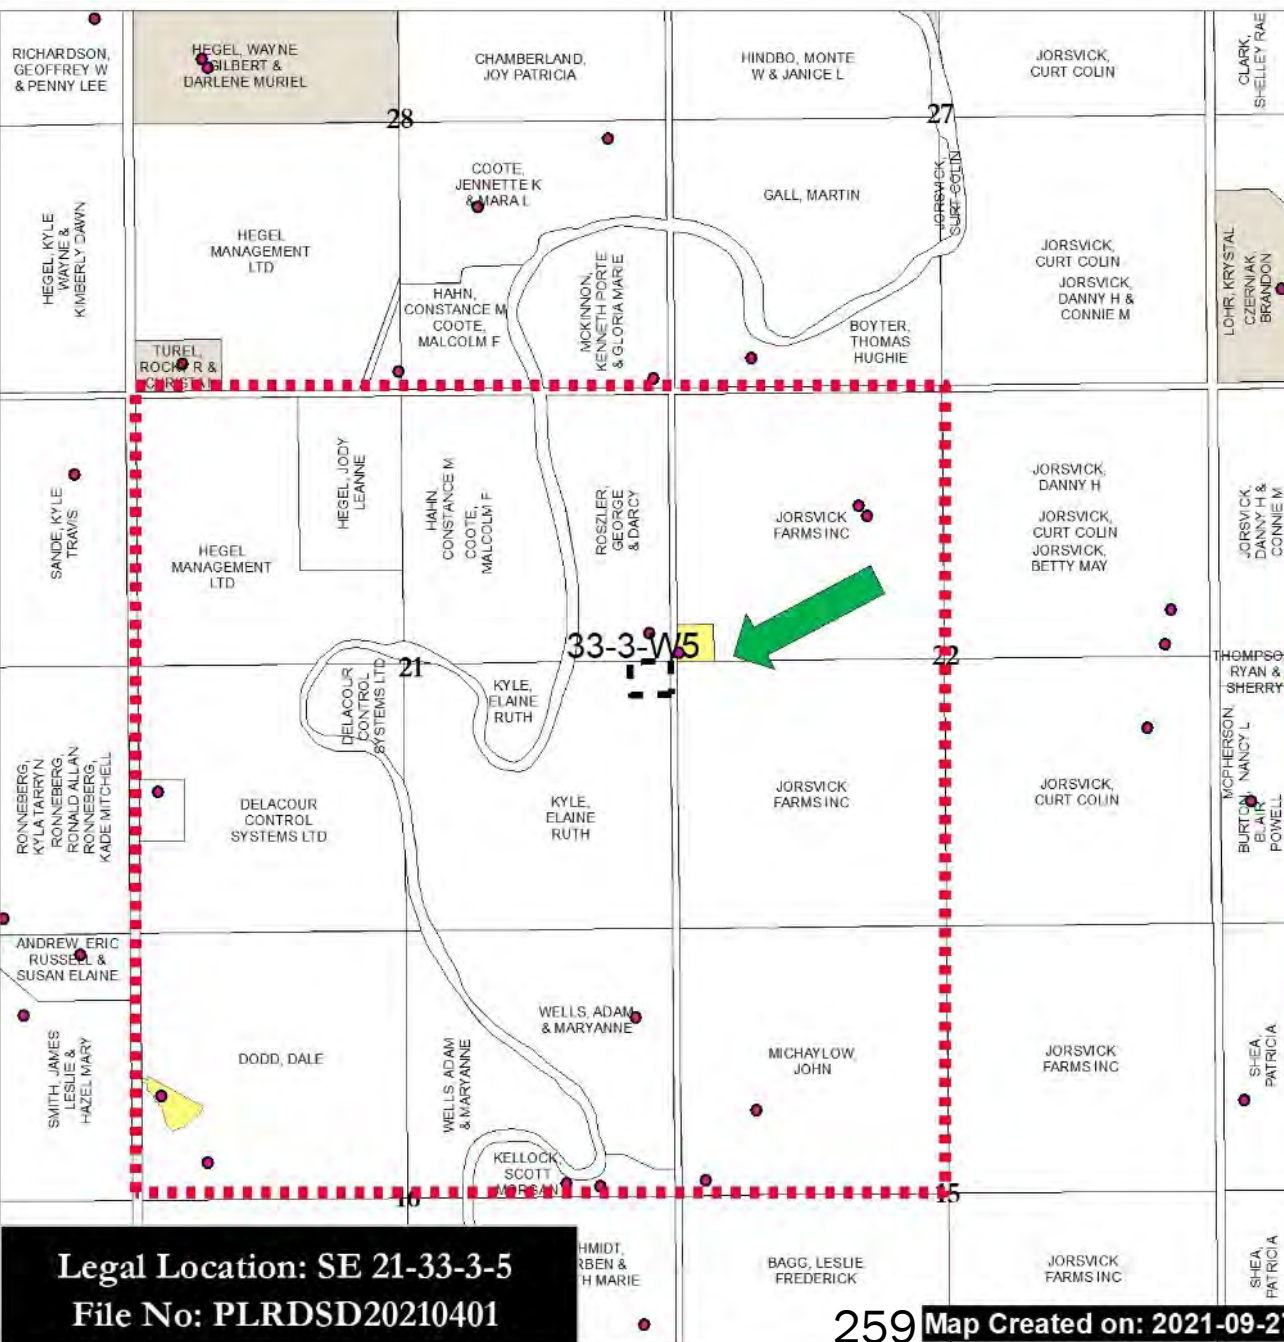 RICHARDSON,
GEOFFREY W
& PENNY LEE
HEGEL, WAYNE
GILBERT &
DARLENE MURIEL
CHAMBERLAND,
JOY PATRICIA
HINDBO, MONTE
W & JANICE L
JORSVICK,
CURT COLIN
CLARK,
SHELLEY RAE
28
27
HEGEL, KYLE
WAYNE &
KIMBERLY DAWN
HEGEL
MANAGEMENT
LTD
COOTE,
JENNETTE K
& MARA L
GALL, MARTIN
JORSVICK,
CURT COLIN
JORSVICK,
CURT COLIN
JORSVICK,
DANNY H &
CONNIE M
LOHR, KRYSTAL,
CZERNIAK,
BRANDON
HAHN,
CONSTANCE M
COOTE,
MALCOLM F
MCKINNON,
KENNETH PORTE
& GLORIA MARIE
BOYTER,
THOMAS
HUGHIE
TUREL,
ROCKY R &
SANDE, KYLE
TRAVIS
HEGEL
MANAGEMENT
LTD
HEGEL, JODY
LEANNE
HAHN,
CONSTANCE M
COOTE,
MALCOLM F
ROSZLER,
GEORGE
& DARCY
JORSVICK
FARMS INC
JORSVICK,
DANNY H
JORSVICK,
CURT COLIN
JORSVICK,
BETTY MAY
JORSVICK,
DANNY H &
CONNIE M
33-3-W5
21
22
THOMPSO
RYAN &
SHERRY
DELACOUR
CONTROL
SYSTEMS LTD
KYLE,
ELAINE
RUTH
RONNEBERG,
KYLA TARRYN
RONNEBERG,
RONALD ALLAN
RONNEBERG,
KADE MITCHELL
DELACOUR
CONTROL
SYSTEMS LTD
KYLE,
ELAINE
RUTH
JORSVICK
FARMS INC
JORSVICK,
CURT COLIN
MCPHERSON,
BURTON, NANCY L
BLAIR
POWELL
ANDREW, ERIC
RUSSELL &
SUSAN ELAINE
SMITH, JAMES
LESLIE &
HAZEL MARY
DODD, DALE
WELLS, ADAM
& MARYANNE
WELLS, ADAM
& MARYANNE
MICHAYLOW,
JOHN
JORSVICK
FARMS INC
SHEA,
PATRICIA
KELLOCK,
SCOTT
MORGAN
16
15
HMIDT,
RBEN &
H MARIE
BAGG, LESLIE
FREDERICK
JORSVICK
FARMS INC
SHEA,
PATRICIA
Legal Location: SE 21-33-3-5
File No: PLRDSD20210401
259
Map Created on: 2021-09-2